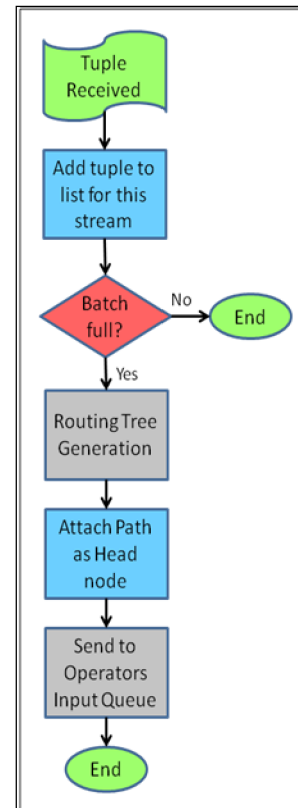 Tuple
Received
Add tuple to
list for this
stream
Batch
full?
No
End
Yes
Routing Tree
Generation
Attach Path
as Head
node
Send to
Operators
Input Queue
End